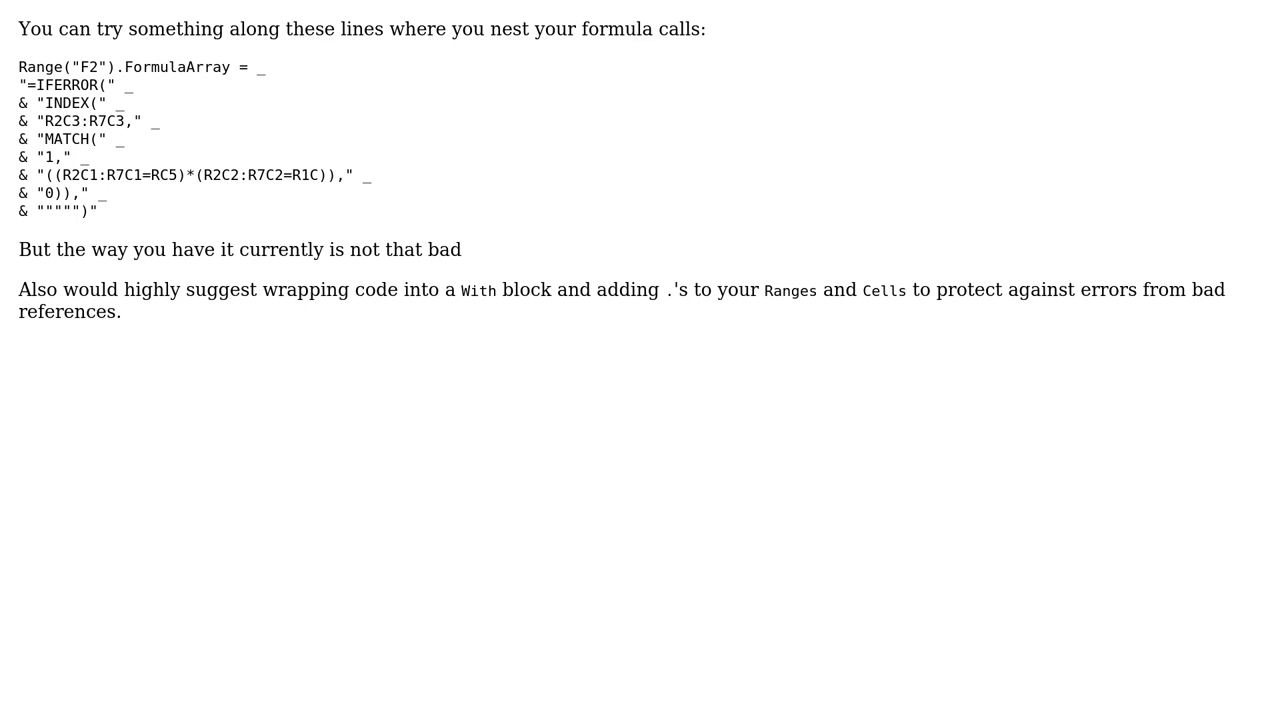 You can try something along these lines where you nest your formula calls:
Range("F2").FormulaArray = _
"=IFERROR(" _
& "INDEX(" _
& "R2C3:R7C3," _
& "MATCH(" _
& "1," _
& "((R2C1:R7C1=RC5)*(R2C2:R7C2=R1C))," _
& "0))," _
& """"")"
But the way you have it currently is not that bad
Also would highly suggest wrapping code into a With block and adding .'s to your Ranges and Cells to protect against errors from bad
references.